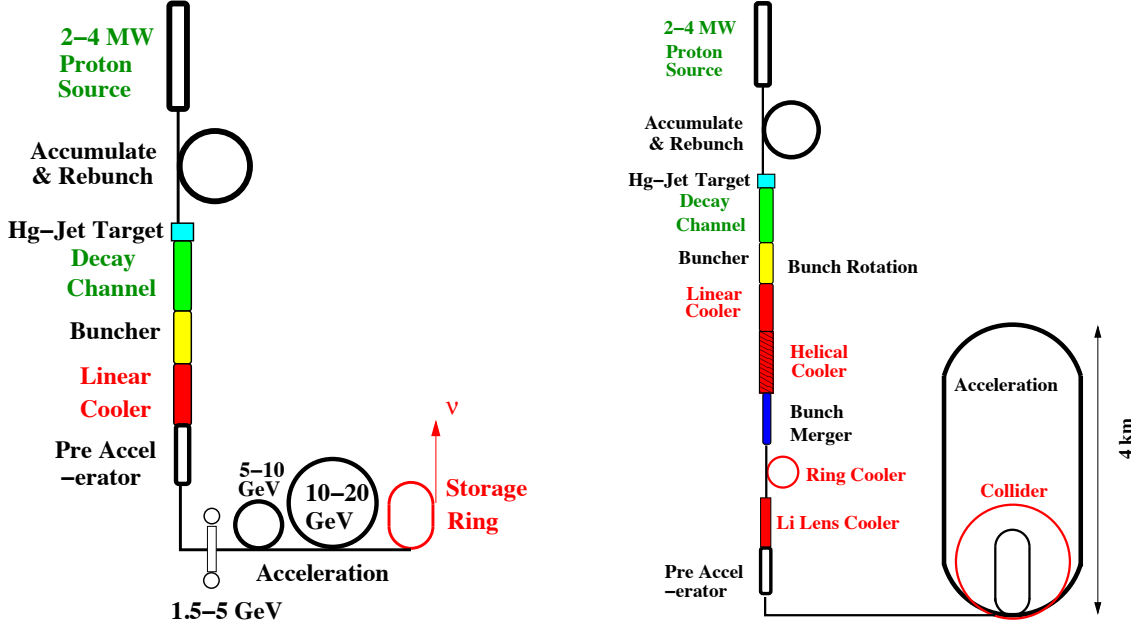 2−4 MW
Proton
Source
Accumulate
& Rebunch
Hg−Jet Target
Decay
Channel
Buncher
Linear
Cooler
Pre Accel
−erator
5−10
GeV
10−20
GeV
ν
Storage
Ring
Acceleration
1.5−5 GeV
2−4 MW
Proton
Source
Accumulate
& Rebunch
Hg−Jet Target
Decay
Channel
Buncher
Bunch Rotation
Linear
Cooler
Helical
Cooler
Bunch
Merger
Ring Cooler
Li Lens Cooler
Pre Accel
−erator
Acceleration
Collider
4 km